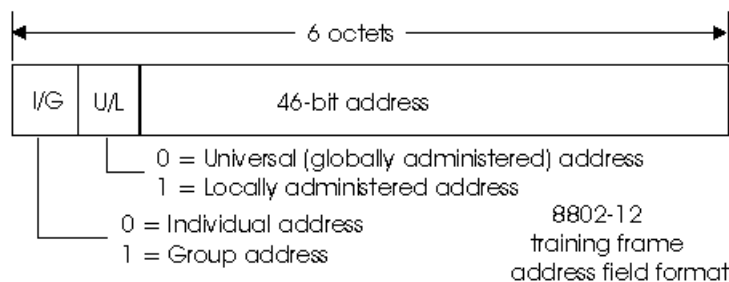 6 octets
I/G U/L 46-bit address
0 = Universal (globally administered) address
1 = Locally administered address
0 = Individual address
1 = Group address
8802-12
training frame
address field format